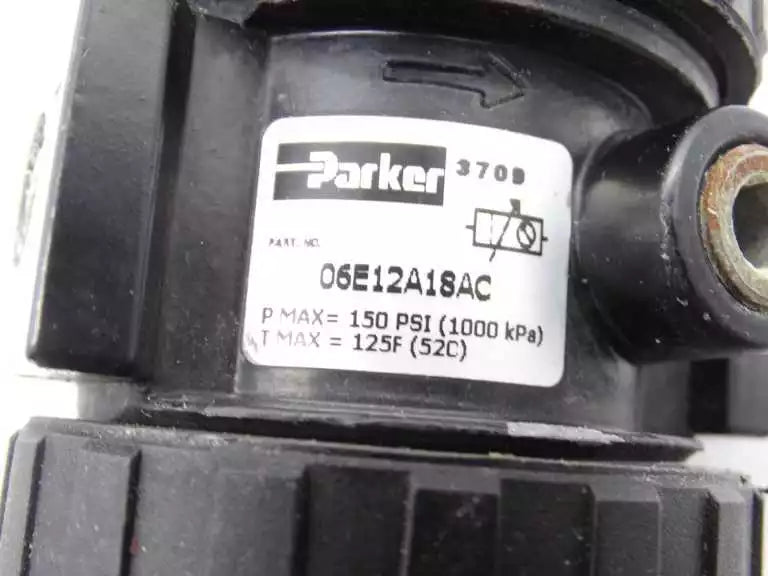 Parker 3709
PART. NO.
06E12A18AC
P MAX= 150 PSI (1000 kPa)
T MAX = 125F (52C)